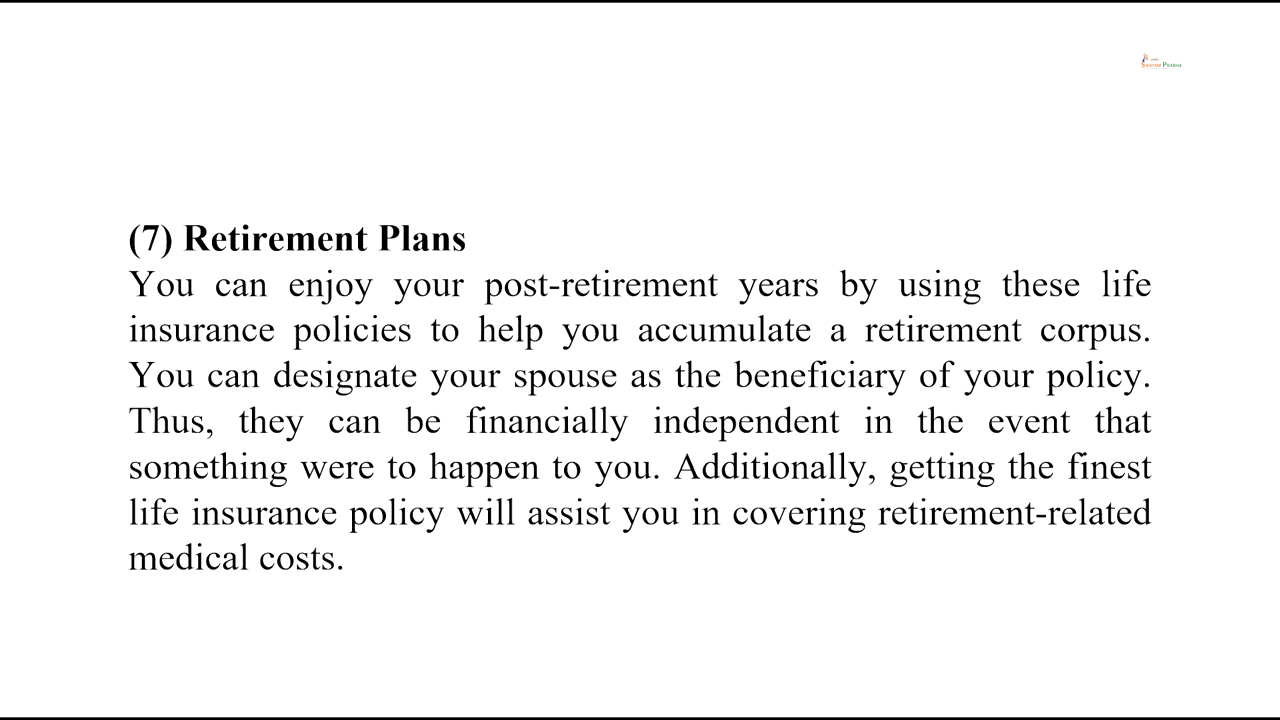 SWAYAM PRABHA
(7) Retirement Plans
You can enjoy your post-retirement years by using these life
insurance policies to help you accumulate a retirement corpus.
You can designate your spouse as the beneficiary of your policy.
Thus, they can be financially independent in the event that
something were to happen to you. Additionally, getting the finest
life insurance policy will assist you in covering retirement-related
medical costs.